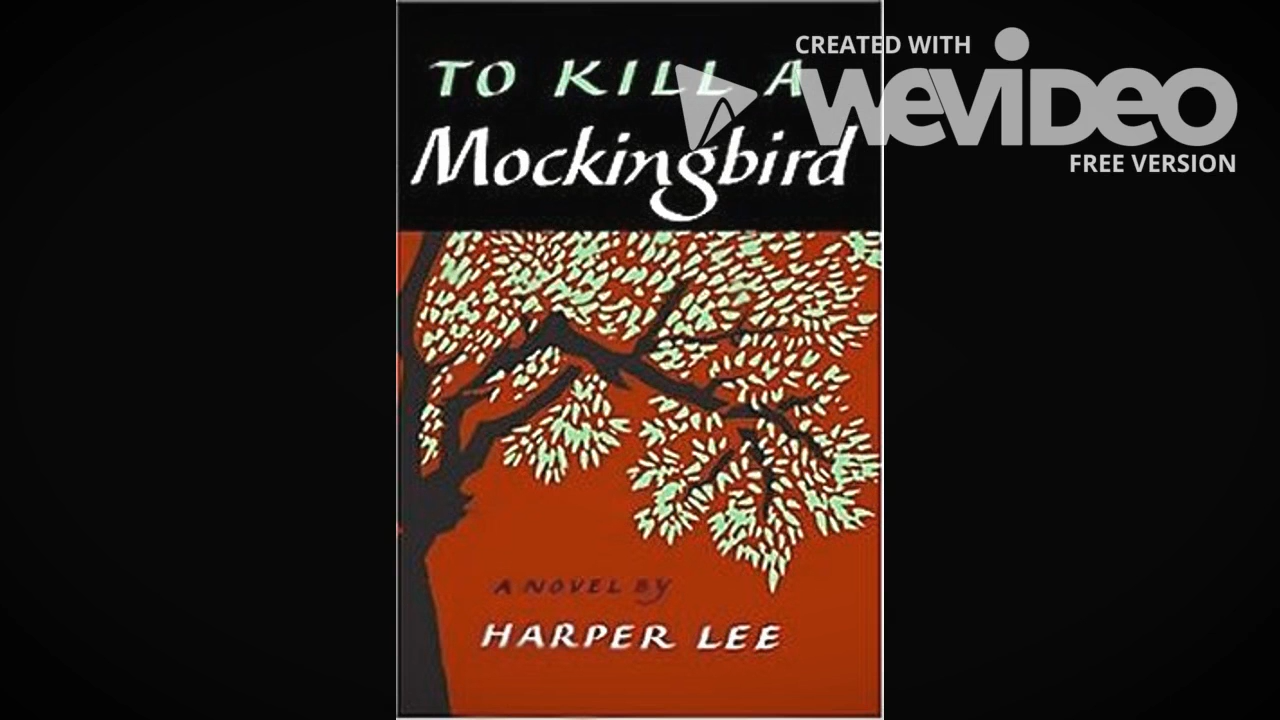 TO KILL A
Mockingbird
A NOVEL BY
HARPER LEE
CREATED WITH
WEVIDEO
FREE VERSION